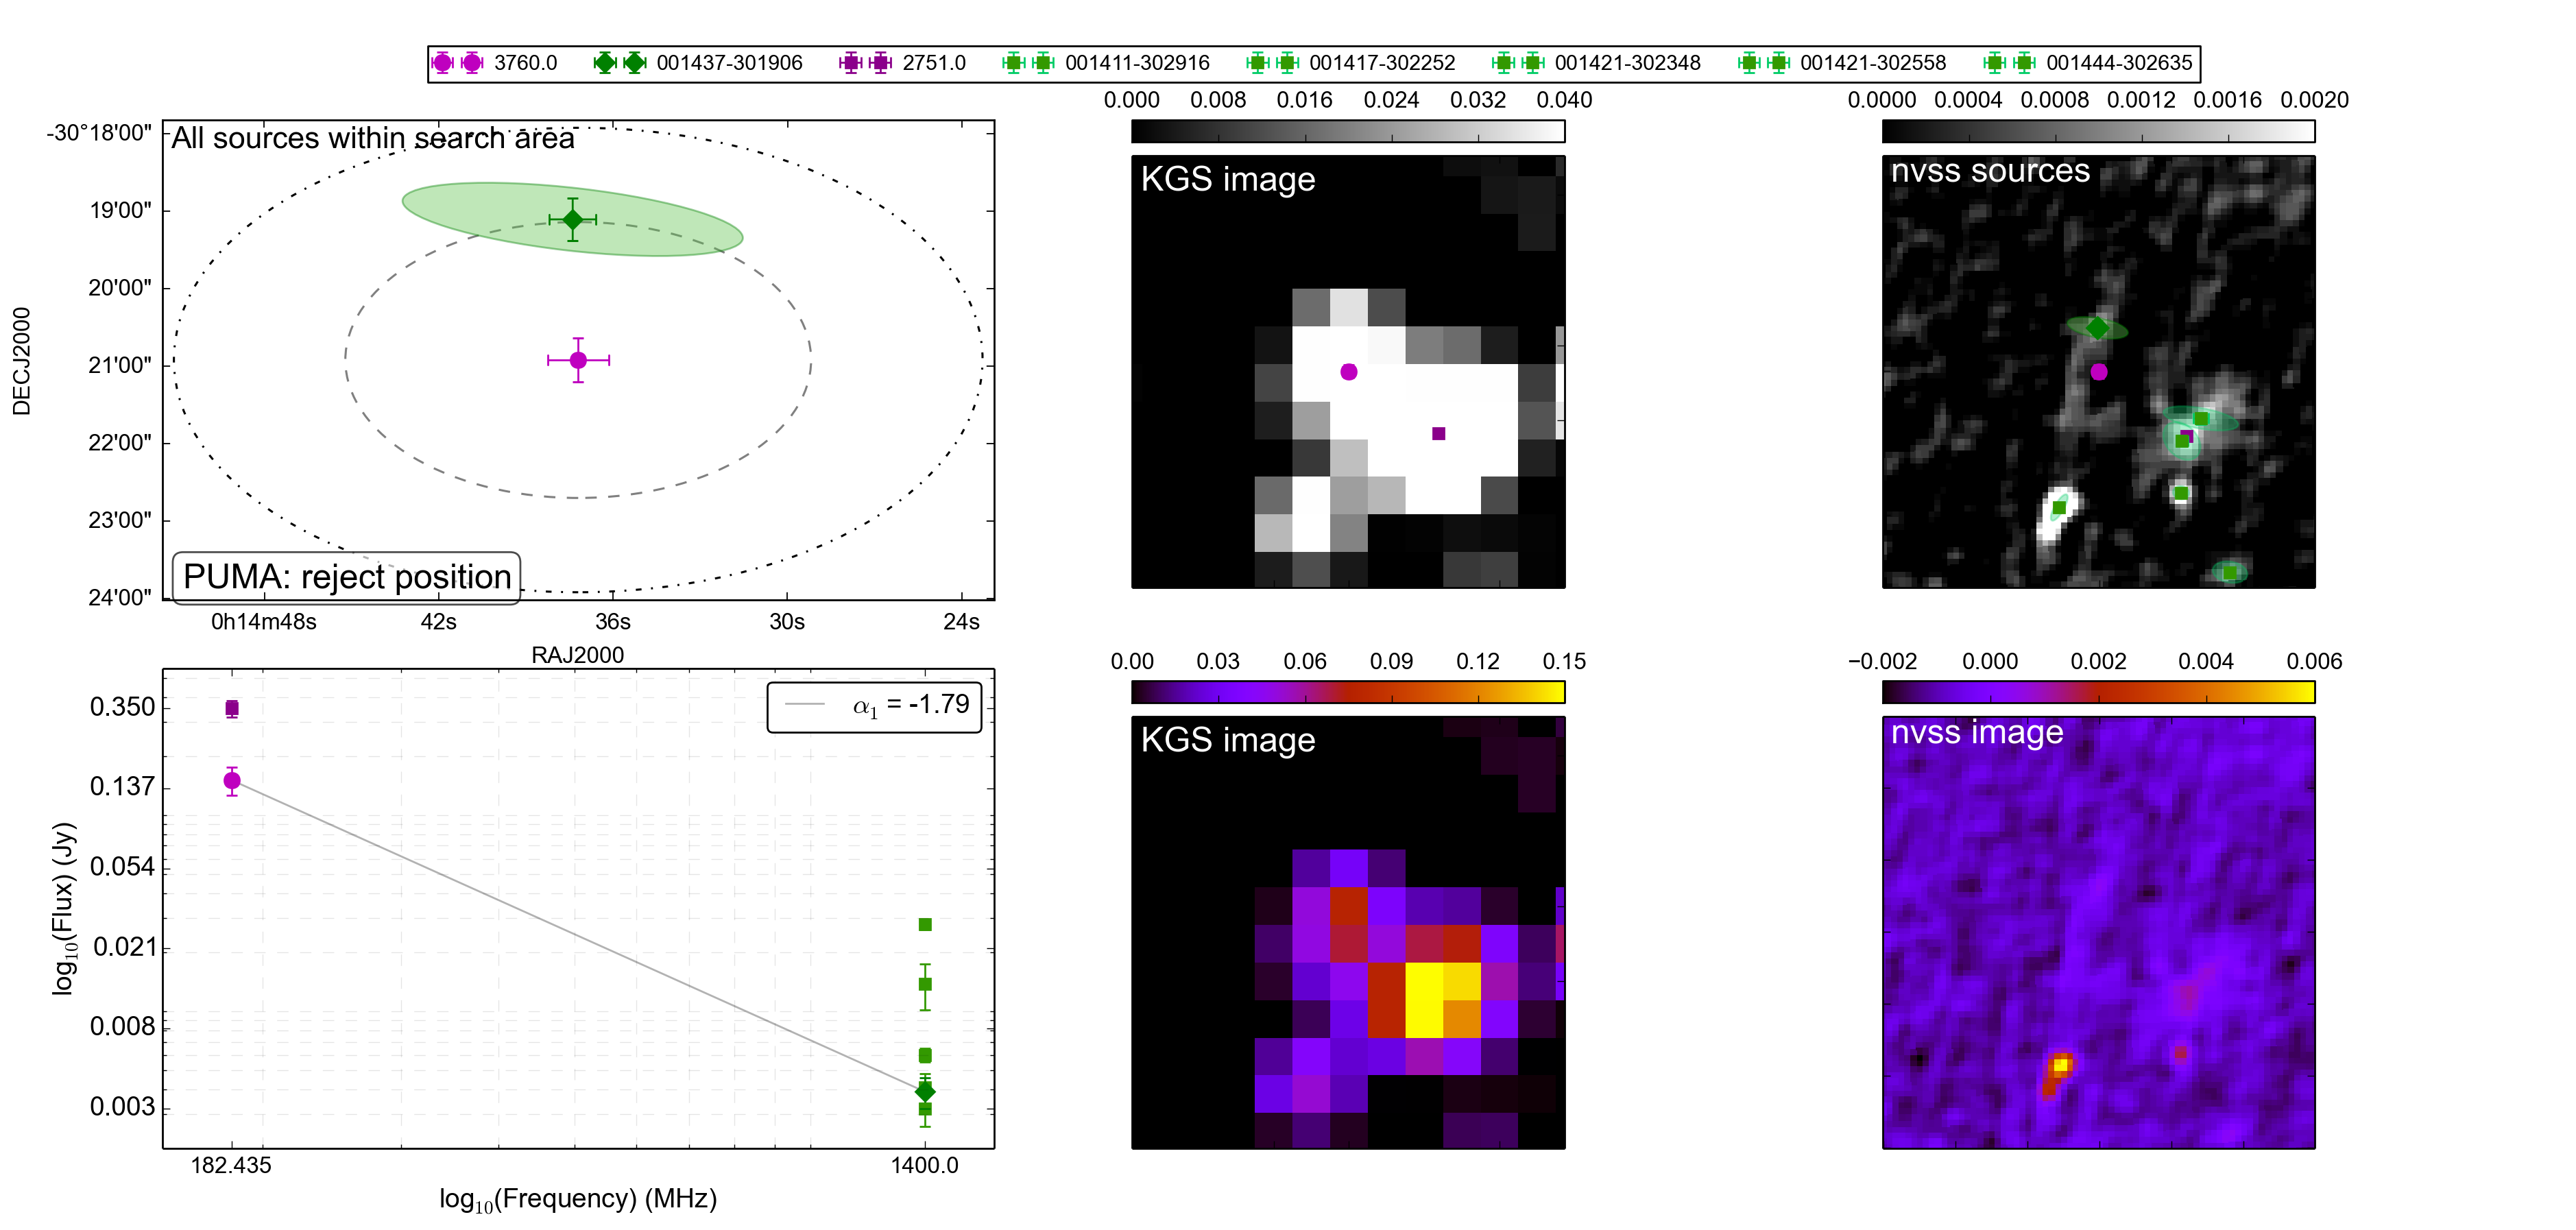 3760.0 001437-301906 2751.0 001411-302916 001417-302252 001421-302348 001421-302558 001444-302635
All sources within search area
-30°18'00"
19'00"
20'00"
21'00"
22'00"
23'00"
24'00"
DECJ2000
PUMA: reject position
0h14m48s 42s 36s 30s 24s
RAJ2000
0.000 0.008 0.016 0.024 0.032 0.040
KGS image
0.0000 0.0004 0.0008 0.0012 0.0016 0.0020
nvss sources
α1 = -1.79
0.350
0.137
0.054
0.021
0.008
0.003
log10(Flux) (Jy)
182.435 1400.0
log10(Frequency) (MHz)
0.00 0.03 0.06 0.09 0.12 0.15
KGS image
−0.002 0.000 0.002 0.004 0.006
nvss image